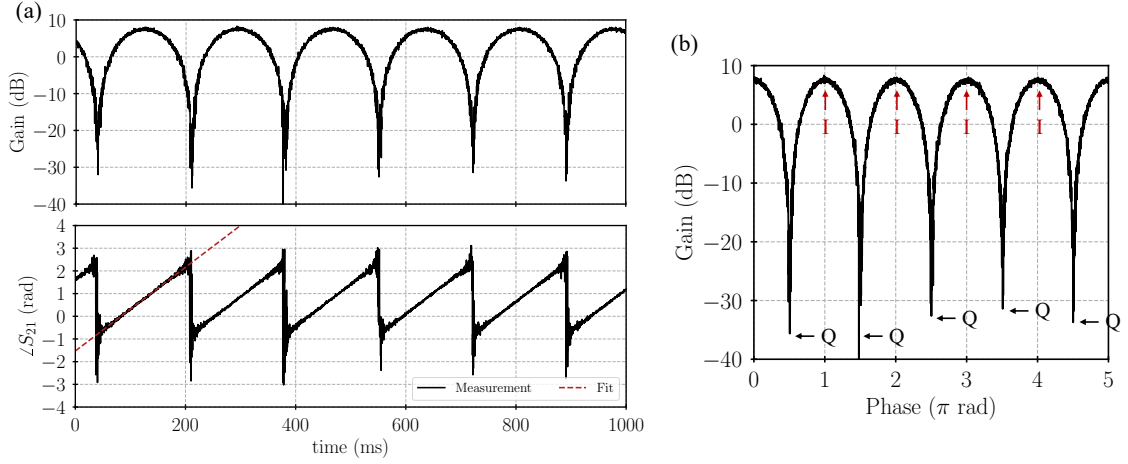 (a)
10
0
−10
−20
−30
−40
Gain (dB)
4
3
2
1
0
−1
−2
−3
−4
∠S21 (rad)
Measurement
Fit
0
200
400
600
800
1000
time (ms)
(b)
10
0
−10
−20
−30
−40
Gain (dB)
I
I
I
I
Q
Q
Q
Q
Q
0
1
2
3
4
5
Phase (π rad)